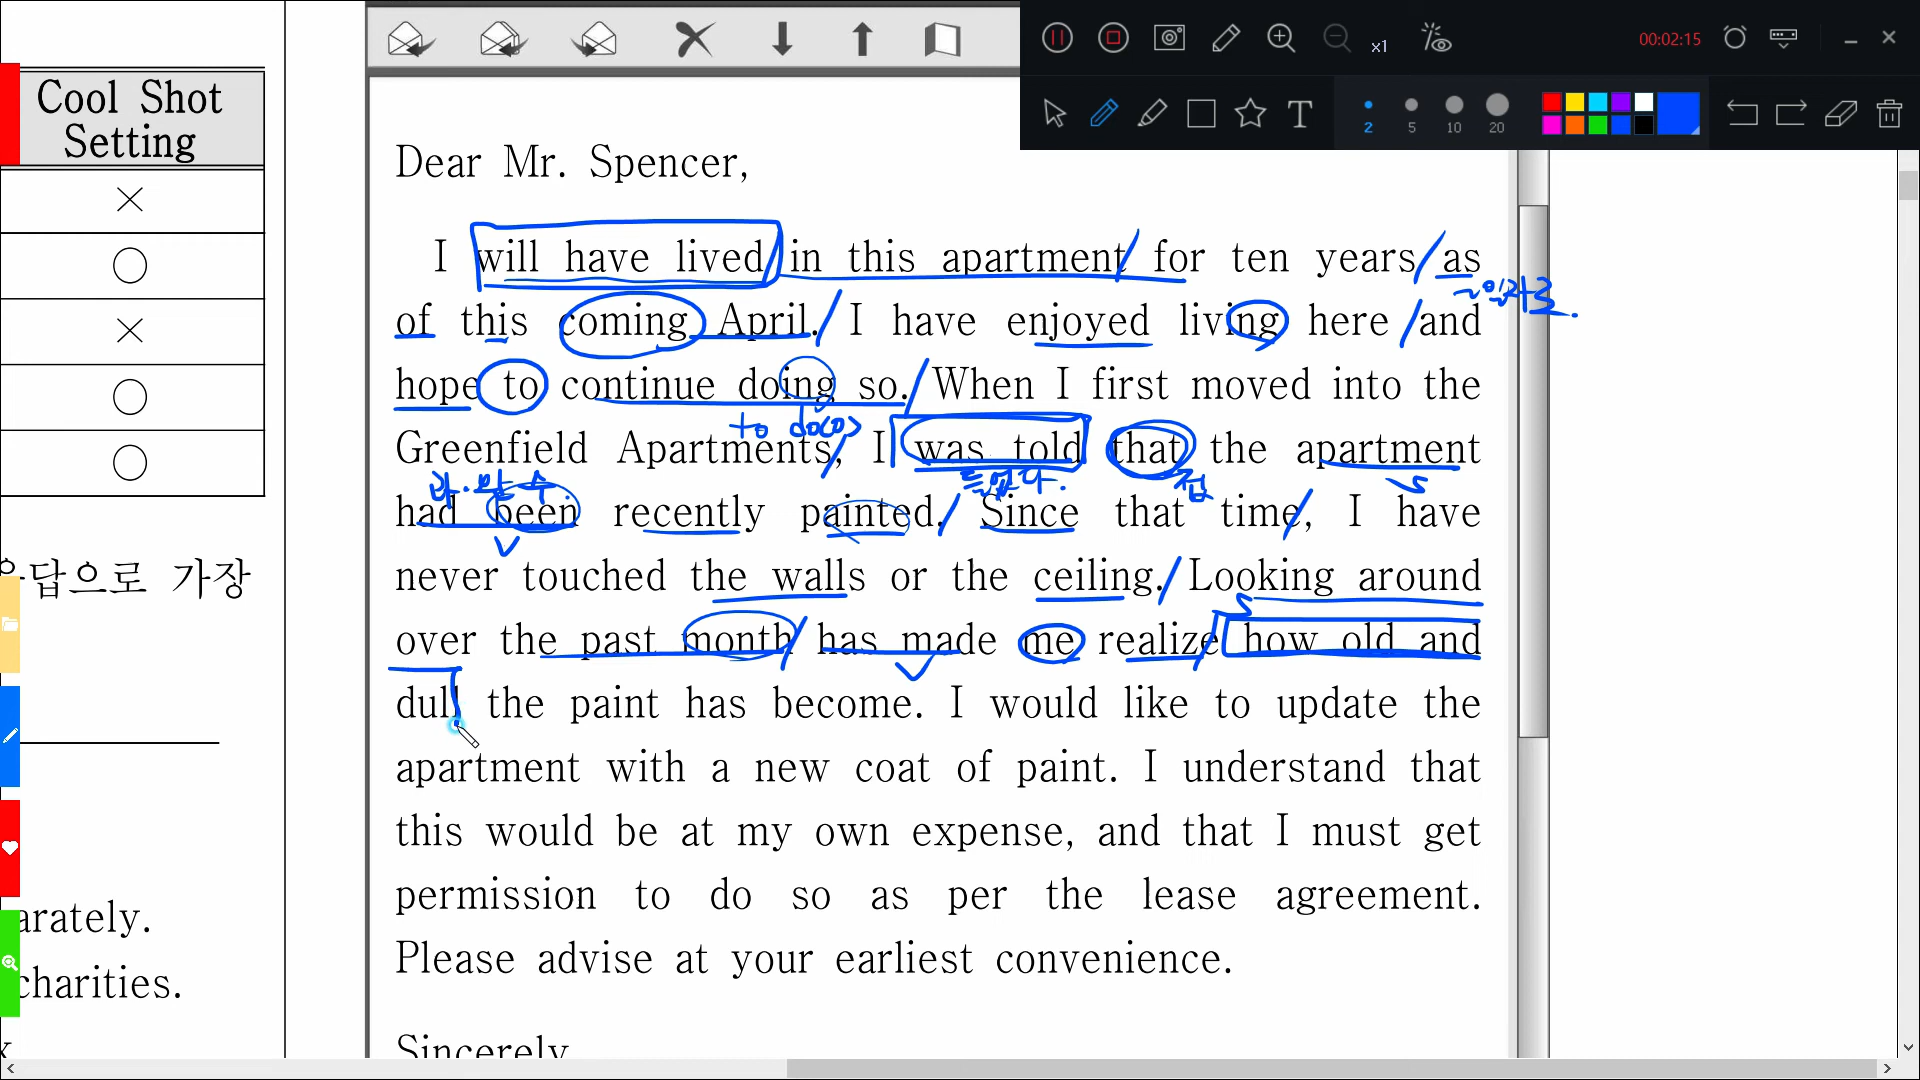 00:02:15
x1
2 5 10 20
Cool Shot
Setting
×
○
×
○
○
응답으로 가장
arately.
charities.
Dear Mr. Spencer,
I will have lived in this apartment for ten years as
of this coming April. I have enjoyed living here and
hope to continue doing so. When I first moved into the
to do(o)
Greenfield Apartments, I was told that the apartment
had been recently painted. Since that time, I have
never touched the walls or the ceiling. Looking around
over the past month has made me realize how old and
dull the paint has become. I would like to update the
apartment with a new coat of paint. I understand that
this would be at my own expense, and that I must get
permission to do so as per the lease agreement.
Please advise at your earliest convenience.
Sincerely